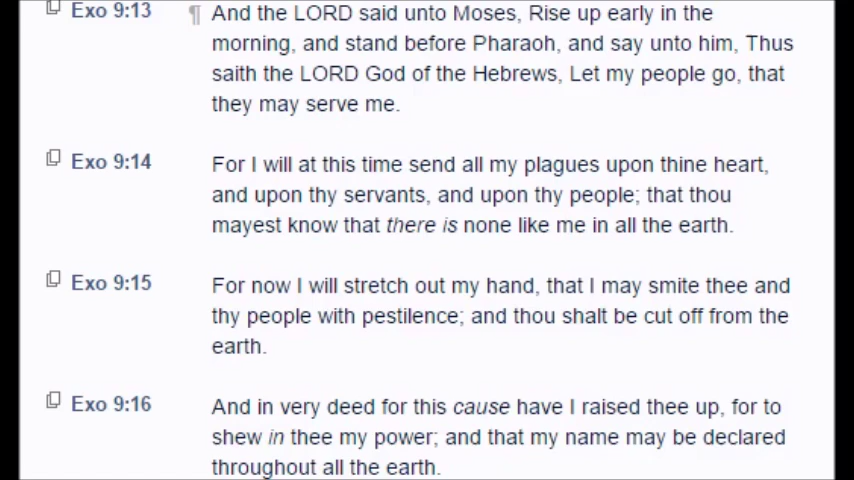 Exo 9:13 ¶ And the LORD said unto Moses, Rise up early in the
morning, and stand before Pharaoh, and say unto him, Thus
saith the LORD God of the Hebrews, Let my people go, that
they may serve me.
Exo 9:14 For I will at this time send all my plagues upon thine heart,
and upon thy servants, and upon thy people; that thou
mayest know that there is none like me in all the earth.
Exo 9:15 For now I will stretch out my hand, that I may smite thee and
thy people with pestilence; and thou shalt be cut off from the
earth.
Exo 9:16 And in very deed for this cause have I raised thee up, for to
shew in thee my power; and that my name may be declared
throughout all the earth.